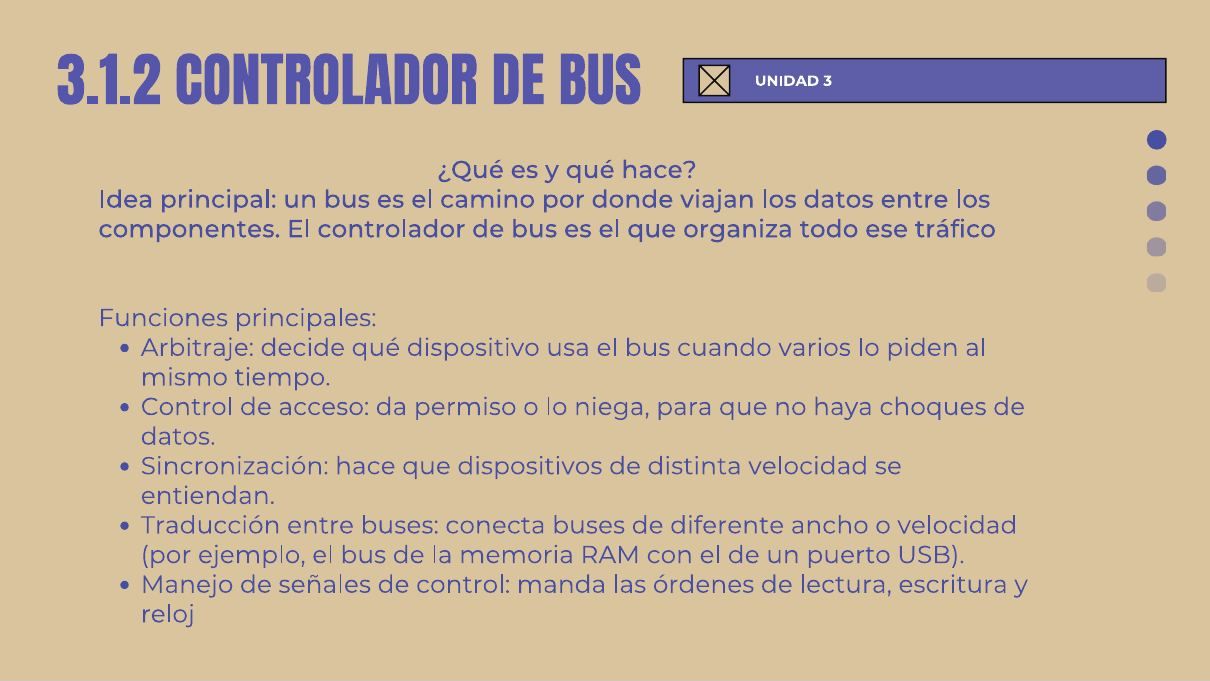 3.1.2 CONTROLADOR DE BUS
UNIDAD 3
¿Qué es y qué hace?
Idea principal: un bus es el camino por donde viajan los datos entre los
componentes. El controlador de bus es el que organiza todo ese tráfico
Funciones principales:
• Arbitraje: decide qué dispositivo usa el bus cuando varios lo piden al
mismo tiempo.
• Control de acceso: da permiso o lo niega, para que no haya choques de
datos.
• Sincronización: hace que dispositivos de distinta velocidad se
entiendan.
• Traducción entre buses: conecta buses de diferente ancho o velocidad
(por ejemplo, el bus de la memoria RAM con el de un puerto USB).
• Manejo de señales de control: manda las órdenes de lectura, escritura y
reloj